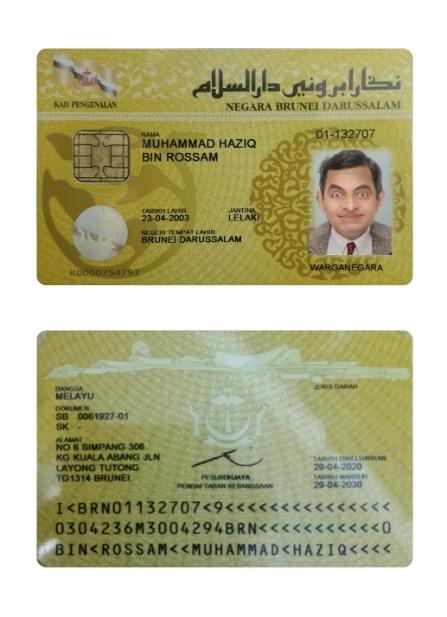 KAD PENGENALAN
نݢارا بروني دارالسلام
NEGARA BRUNEI DARUSSALAM
01-132707
NAMA
MUHAMMAD HAZIQ
BIN ROSSAM
TARIKH LAHIR
23-04-2003
JANTINA
LELAKI
NEGERI TEMPAT LAHIR
BRUNEI DARUSSALAM
K0000754792
WARGANEGARA
BANGSA
MELAYU
JENIS DARAH
DOKUMEN
SB 0061927-01
SK -
ALAMAT
NO 6 SIMPANG 306
KG KUALA ABANG JLN
LAYONG TUTONG
TG1314 BRUNEI
PESURUHJAYA
PENDAFTARAN KEBANGSAAN
TARIKH DIKELUARKAN
29-04-2020
TARIKH MANSUH
29-04-2030
I<BRN01132707<9<<<<<<<<<<<<<<<
0304236M3004294BRN<<<<<<<<<<<0
BIN<ROSSAM<<MUHAMMAD<HAZIQ<<<<